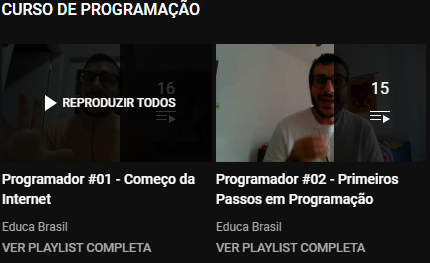 CURSO DE PROGRAMAÇÃO
16
REPRODUZIR TODOS
15
Programador #01 - Começo da
Internet
Educa Brasil
VER PLAYLIST COMPLETA
Programador #02 - Primeiros
Passos em Programação
Educa Brasil
VER PLAYLIST COMPLETA